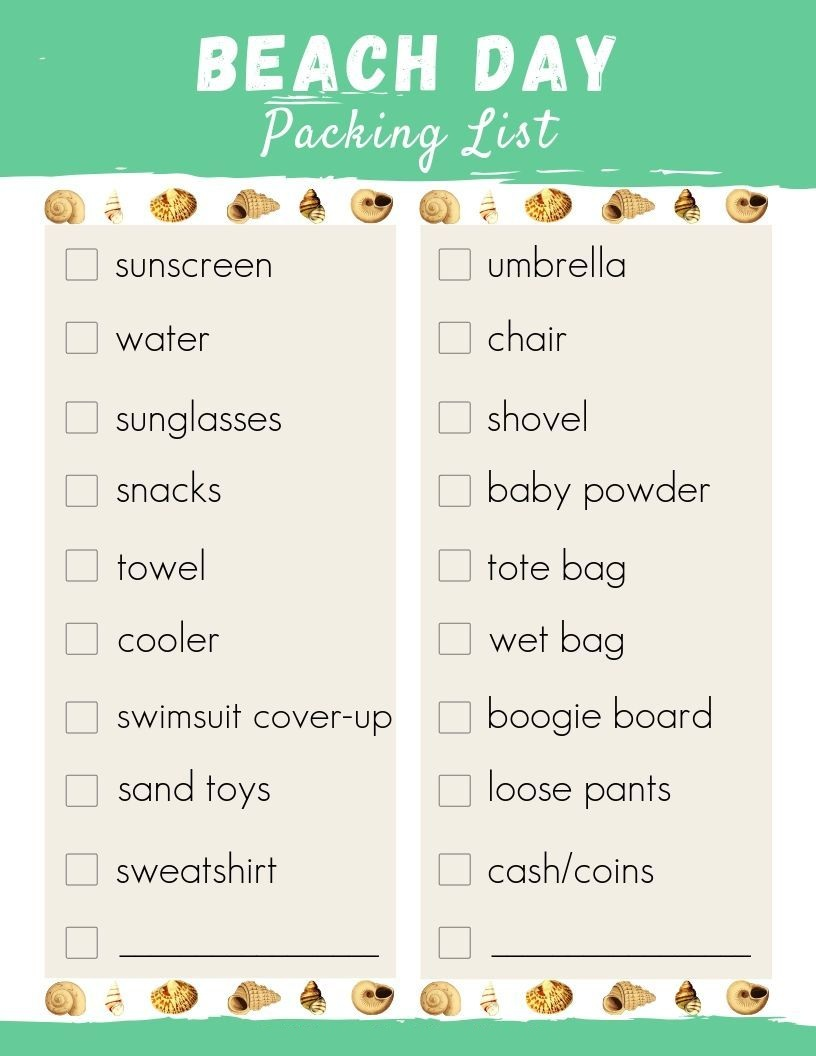 BEACH DAY
Packing List
sunscreen
water
sunglasses
snacks
towel
cooler
swimsuit cover-up
sand toys
sweatshirt
umbrella
chair
shovel
baby powder
tote bag
wet bag
boogie board
loose pants
cash/coins